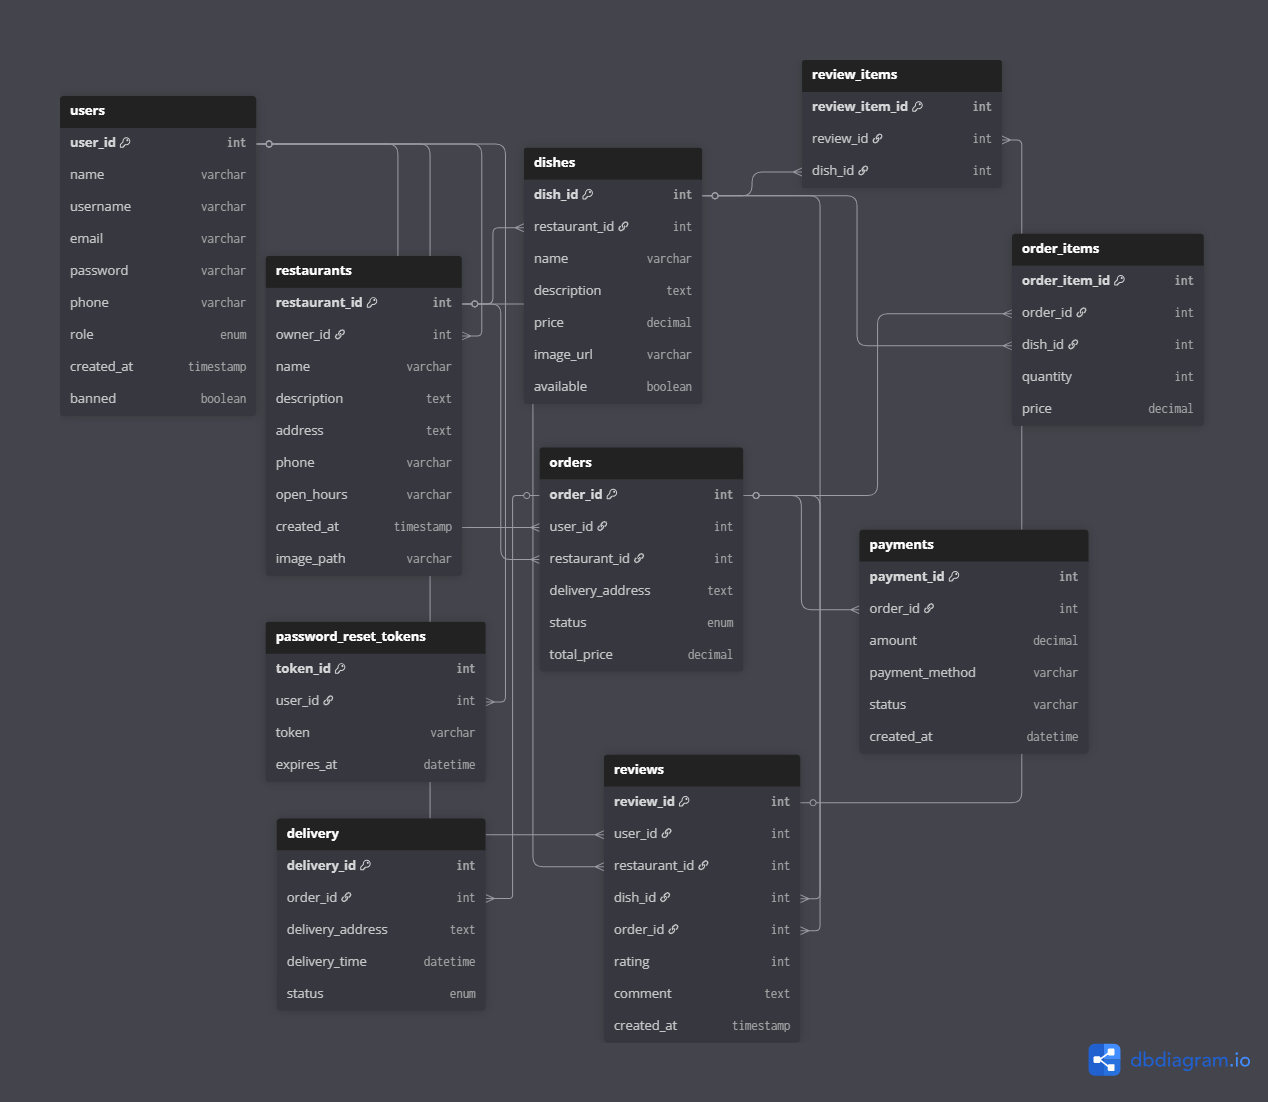 users
user_id int
name varchar
username varchar
email varchar
password varchar
phone varchar
role enum
created_at timestamp
banned boolean
restaurants
restaurant_id int
owner_id int
name varchar
description text
address text
phone varchar
open_hours varchar
created_at timestamp
image_path varchar
password_reset_tokens
token_id int
user_id int
token varchar
expires_at datetime
delivery
delivery_id int
order_id int
delivery_address text
delivery_time datetime
status enum
dishes
dish_id int
restaurant_id int
name varchar
description text
price decimal
image_url varchar
available boolean
orders
order_id int
user_id int
restaurant_id int
delivery_address text
status enum
total_price decimal
reviews
review_id int
user_id int
restaurant_id int
dish_id int
order_id int
rating int
comment text
created_at timestamp
review_items
review_item_id int
review_id int
dish_id int
order_items
order_item_id int
order_id int
dish_id int
quantity int
price decimal
payments
payment_id int
order_id int
amount decimal
payment_method varchar
status varchar
created_at datetime
dbdiagram.io